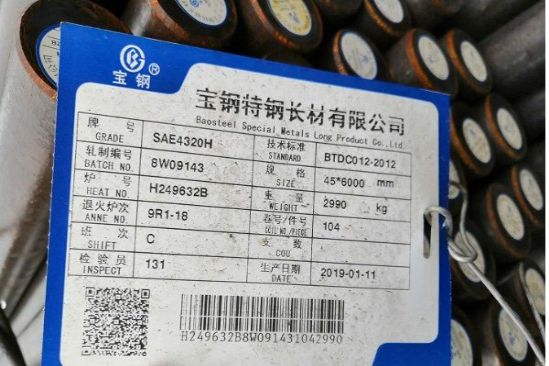 宝钢®
宝钢特钢长材有限公司
Baosteel Special Metals Long Product Co., Ltd.
牌号 SAE4320H 技术标准 BTDC012-2012
GRADE STANDARD
轧制编号 8W09143 规格 45*6000 mm
BATCH NO. SIZE
炉号 H249632B 重量 2990 kg
HEAT NO WEIGHT
退火炉次 9R1-18 卷号/件号 104
ANNE NO COIL NO./PIECE
班次 C 支数
SHIFT COU
检验员 131 生产日期 2019-01-11
INSPECT DATE
H249632B8W091431042990